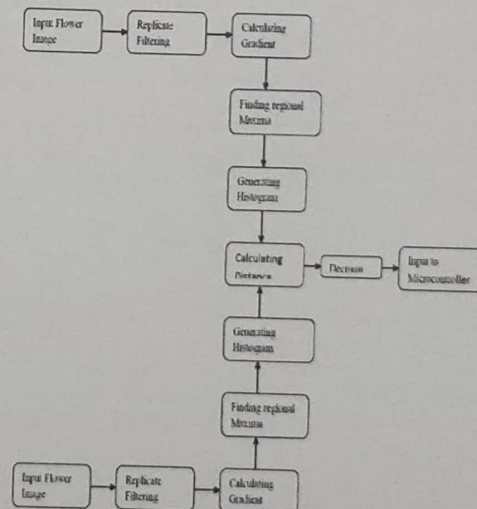 Input Flower
Image
Replicate
Filtering
Calculating
Gradient
Finding regional
Maxima
Generating
Histogram
Calculating
Distance
Decision
Input to
Microcontroller
Generating
Histogram
Finding regional
Maxima
Input Flower
Image
Replicate
Filtering
Calculating
Gradient